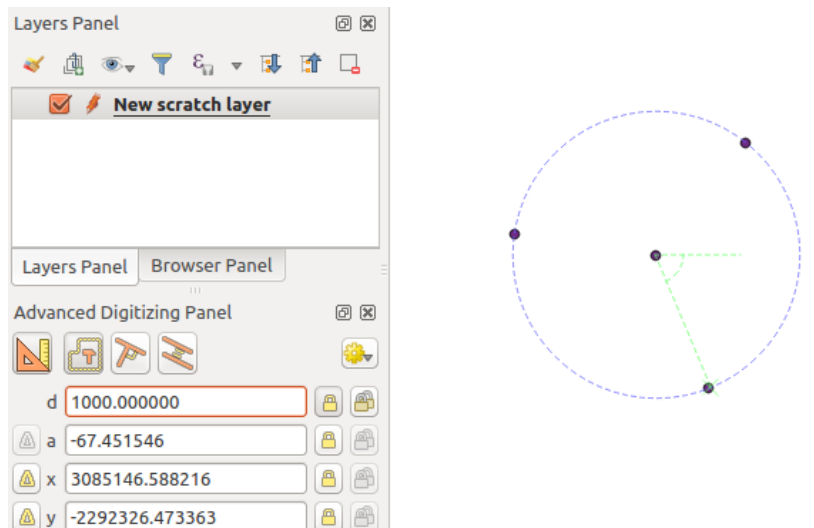 Layers Panel
New scratch layer
Layers Panel Browser Panel
Advanced Digitizing Panel
d 1000.000000
a -67.451546
x 3085146.588216
y -2292326.473363